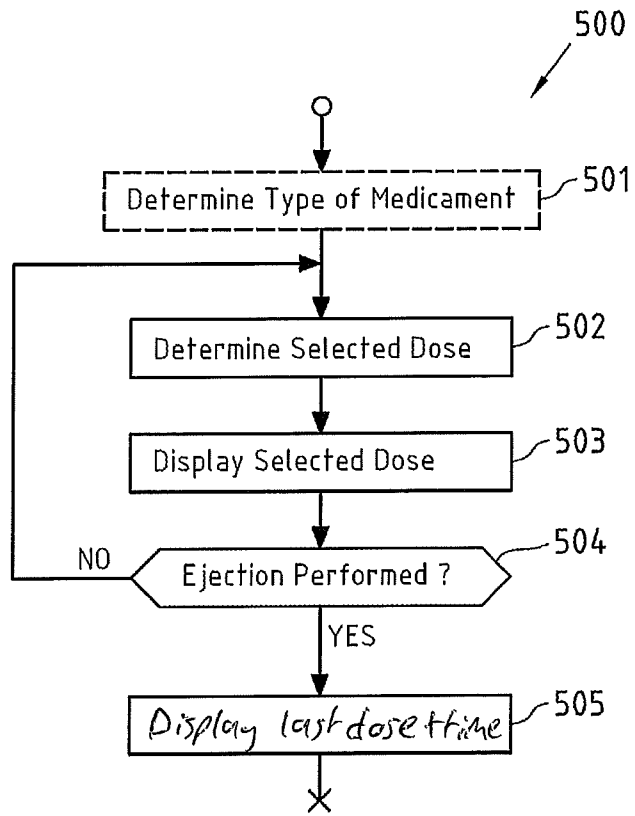 500
Determine Type of Medicament
501
Determine Selected Dose
502
Display Selected Dose
503
Ejection Performed ?
504
NO
YES
Display last dose + time
505